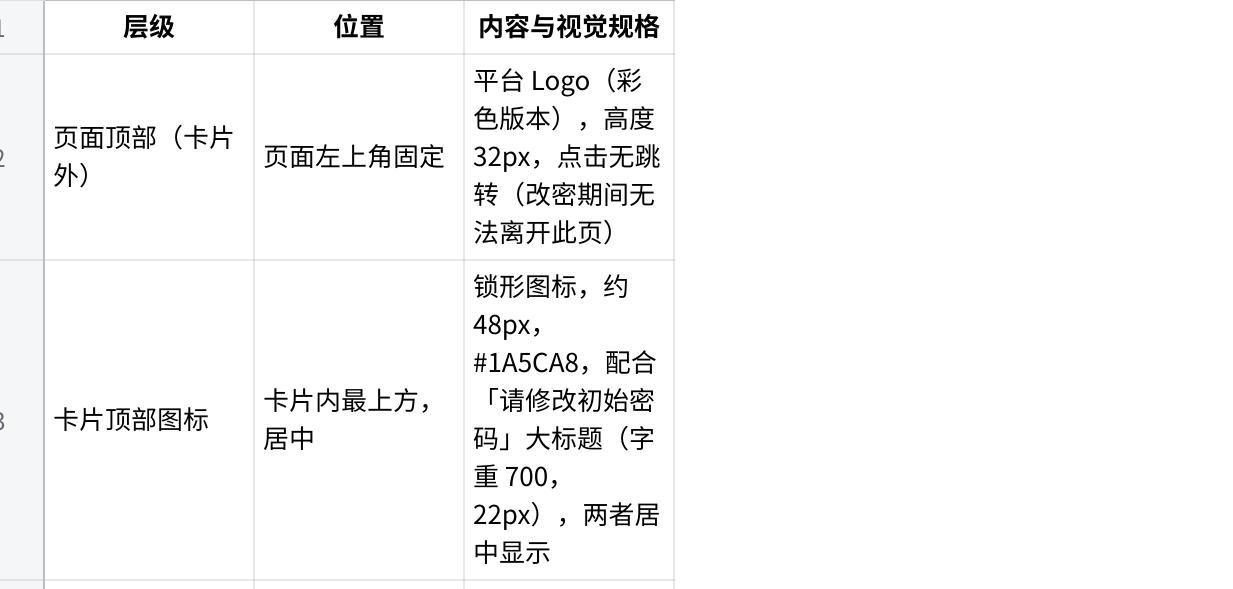 层级 位置 内容与视觉规格
2
页面顶部（卡片
外）
页面左上角固定
平台 Logo（彩
色版本），高度
32px，点击无跳
转（改密期间无
法离开此页）
卡片顶部图标
卡片内最上方，
居中
锁形图标，约
48px，
#1A5CA8，配合
「请修改初始密
码」大标题（字
重 700，
22px），两者居
中显示